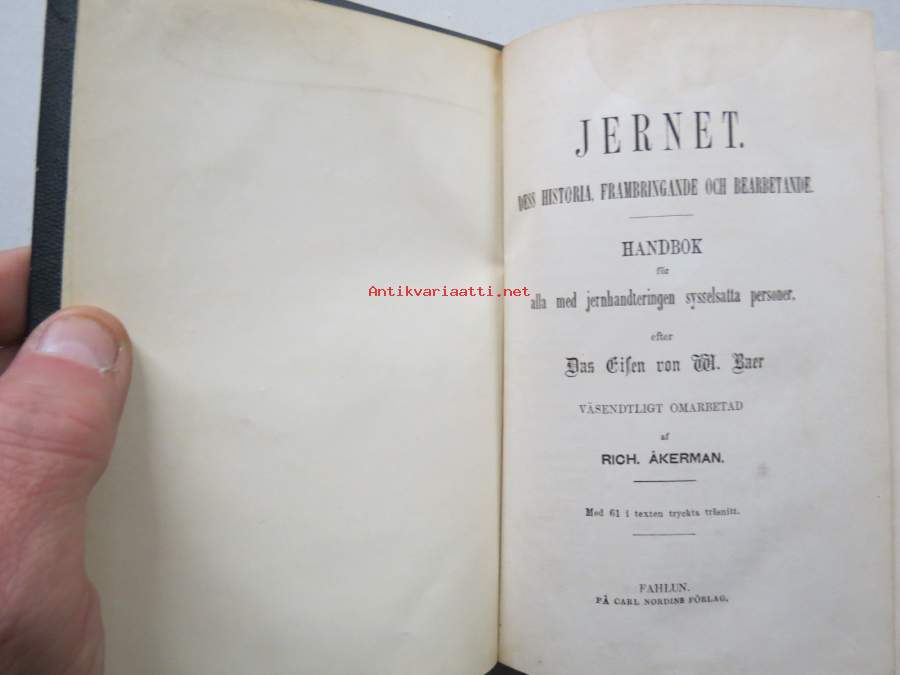 JERNET.
DESS HISTORIA, FRAMBRINGANDE OCH BEARBETANDE.
HANDBOK
för
alla med jernhandteringen sysselsatta personer,
efter
Das Eiſen von W. Baer
VÄSENDTLIGT OMARBETAD
af
RICH. ÅKERMAN.
Med 61 i texten tryckta träsnitt.
FAHLUN.
PÅ CARL NORDINS FÖRLAG.
Antikvariaatti.net